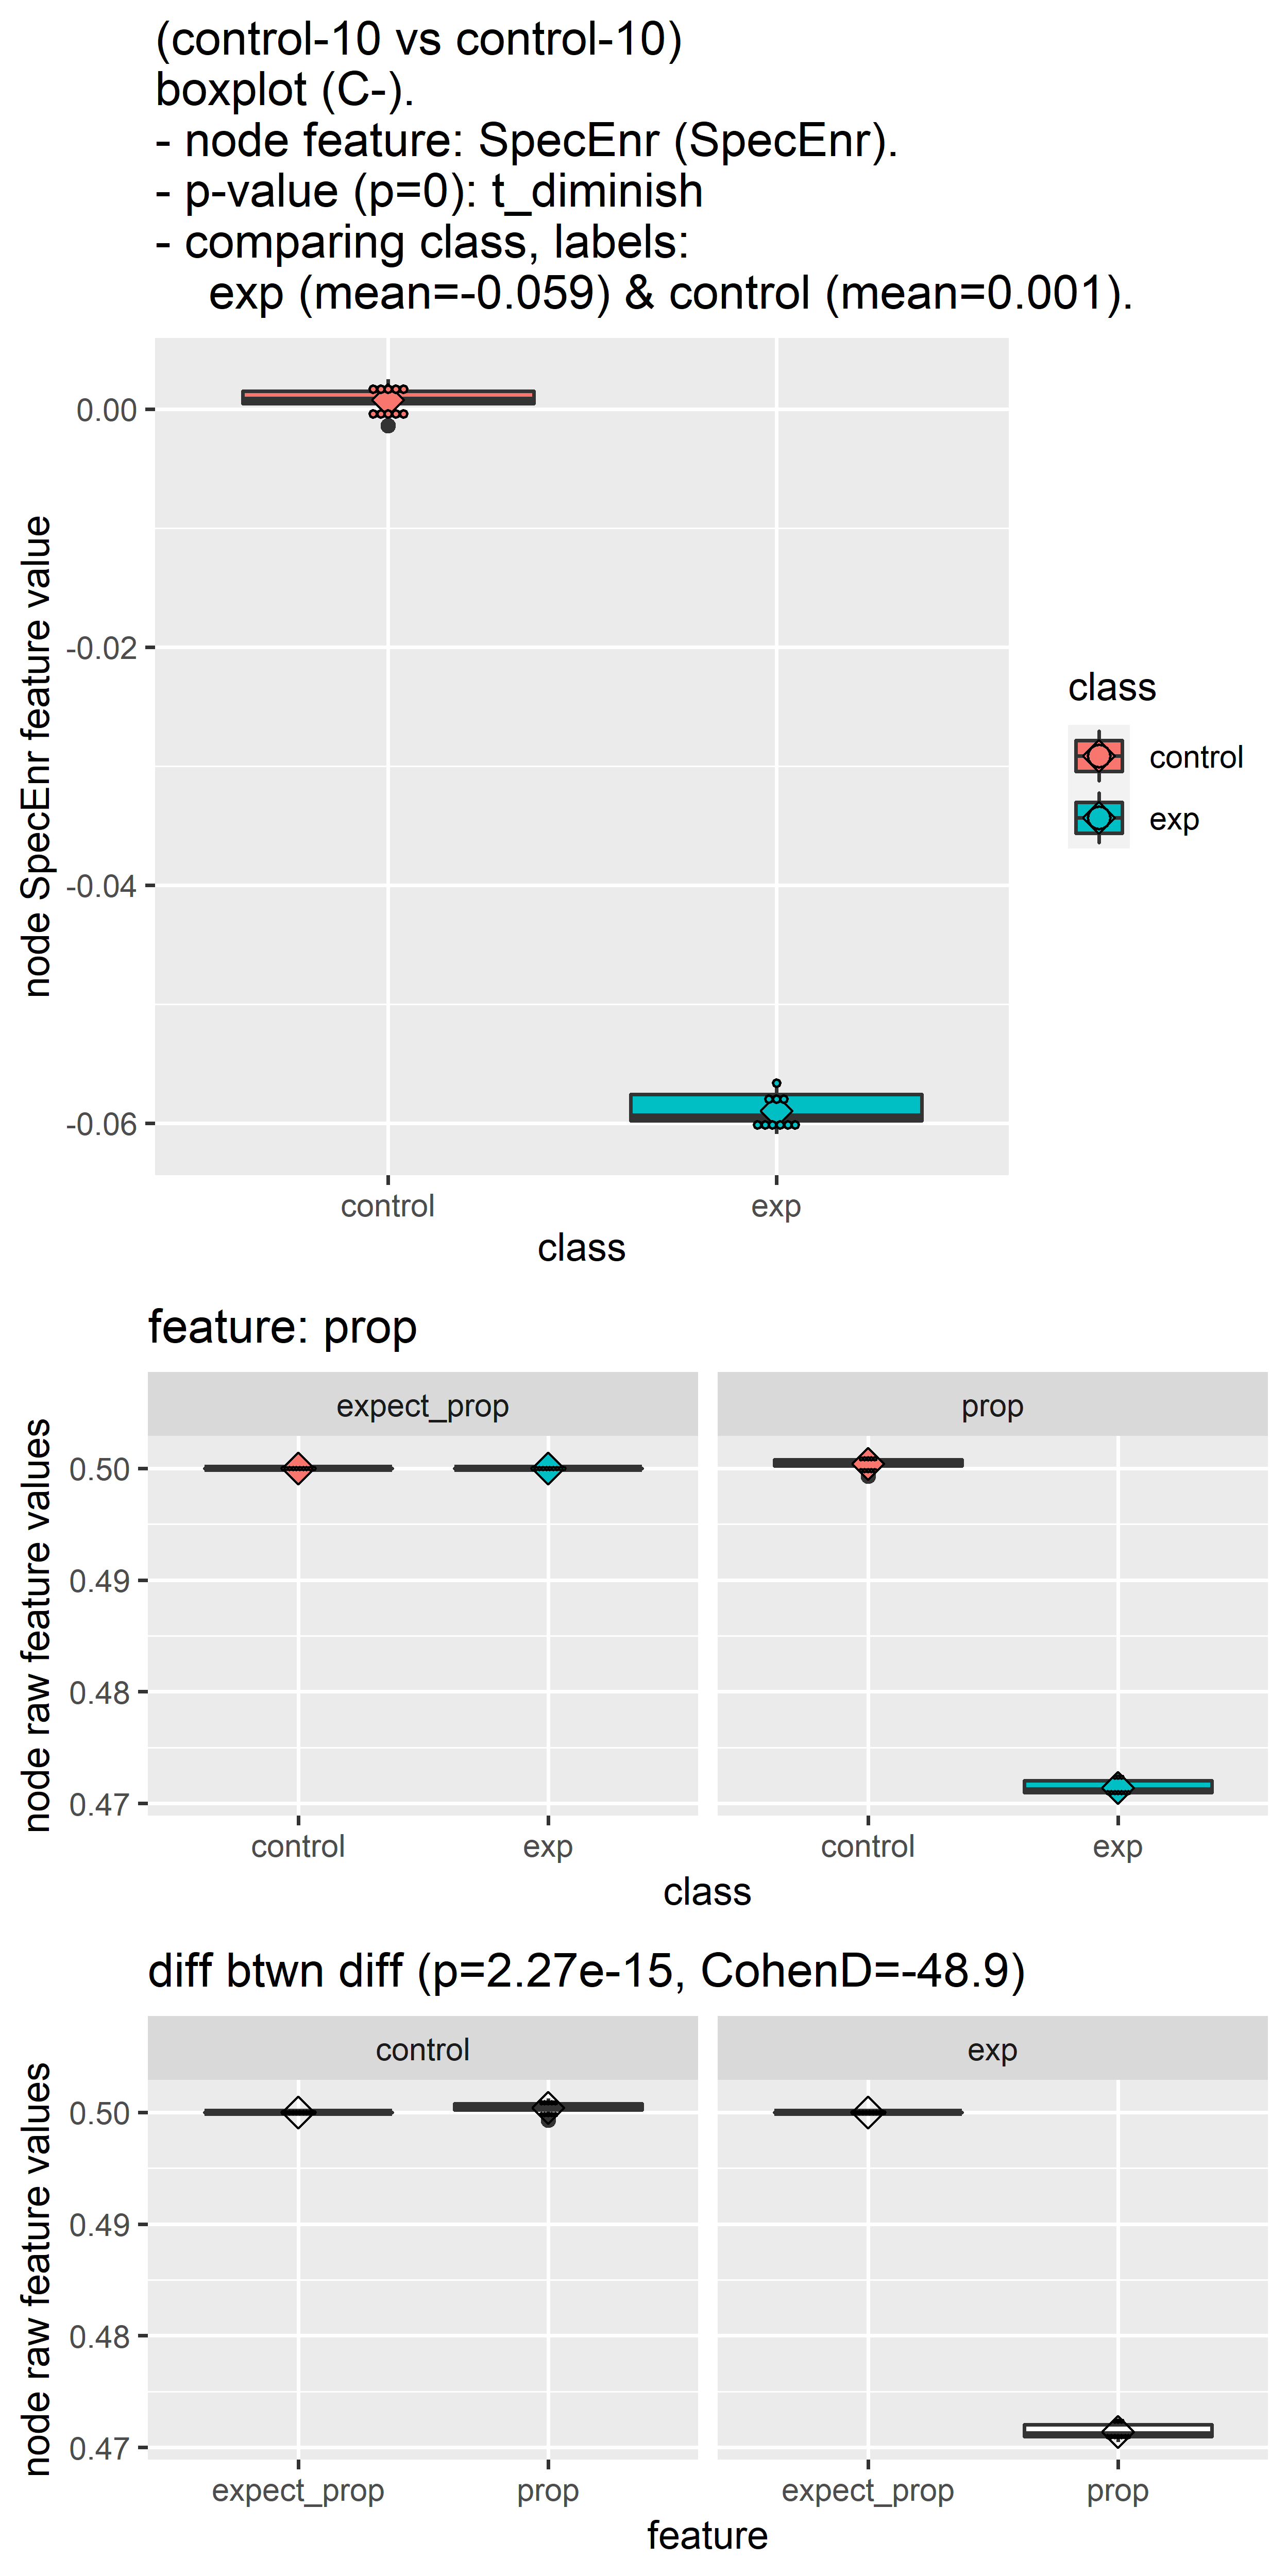 (control-10 vs control-10)
boxplot (C-).
- node feature: SpecEnr (SpecEnr).
- p-value (p=0): t_diminish
- comparing class, labels:
exp (mean=-0.059) & control (mean=0.001).
node SpecEnr feature value
0.00
-0.02
-0.04
-0.06
control
exp
class
class
control
exp
feature: prop
expect_prop
prop
node raw feature values
0.50
0.49
0.48
0.47
control
exp
control
exp
class
diff btwn diff (p=2.27e-15, CohenD=-48.9)
control
exp
node raw feature values
0.50
0.49
0.48
0.47
expect_prop
prop
expect_prop
prop
feature